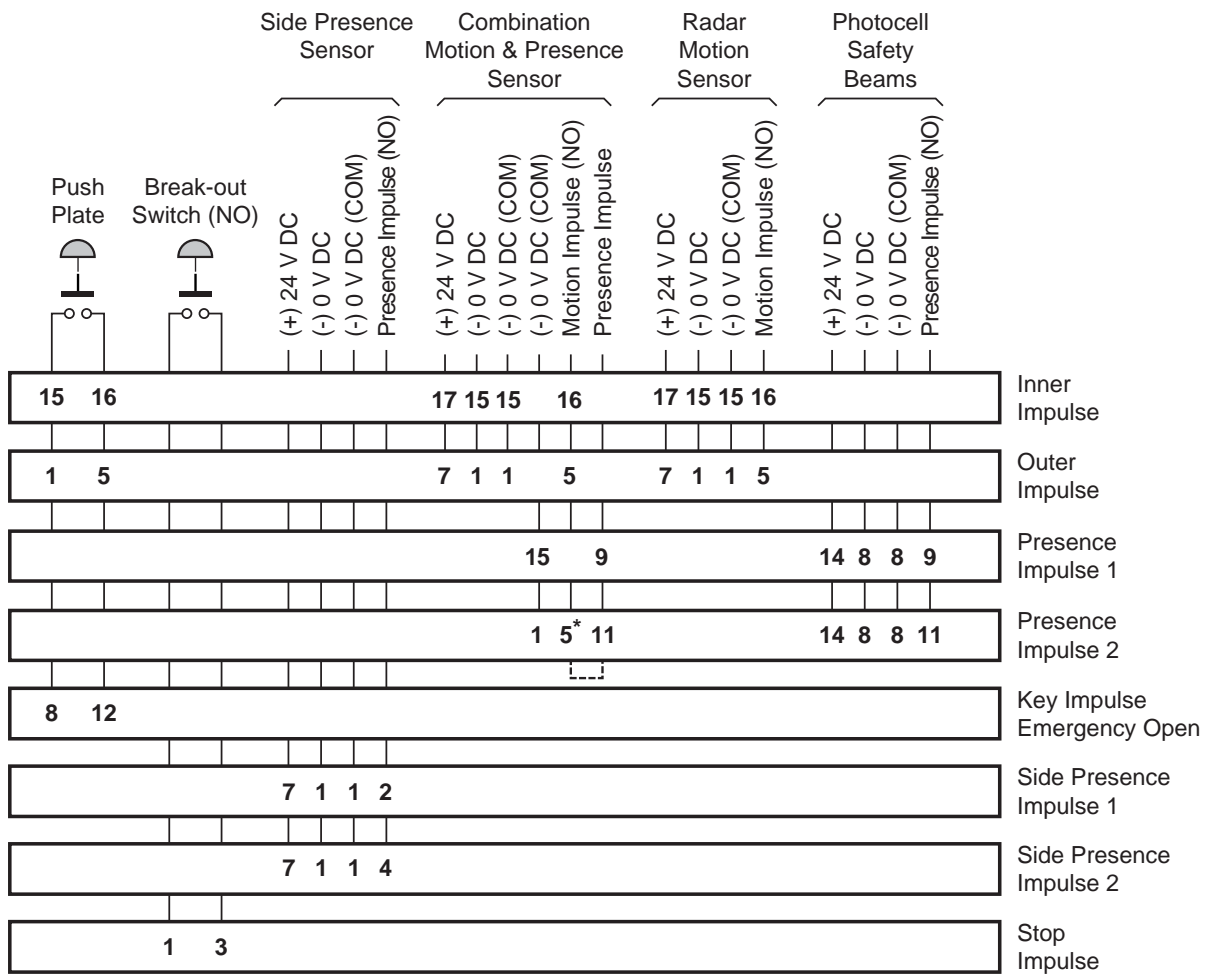 Side Presence
Sensor
Combination
Motion & Presence
Sensor
Radar
Motion
Sensor
Photocell
Safety
Beams
Push
Plate
Break-out
Switch (NO)
(+) 24 V DC
(-) 0 V DC
(-) 0 V DC (COM)
Presence Impulse (NO)
(+) 24 V DC
(-) 0 V DC
(-) 0 V DC (COM)
(-) 0 V DC (COM)
Motion Impulse (NO)
Presence Impulse
(+) 24 V DC
(-) 0 V DC
(-) 0 V DC (COM)
Motion Impulse (NO)
(+) 24 V DC
(-) 0 V DC
(-) 0 V DC (COM)
Presence Impulse (NO)
15 16 17 15 15 16 17 15 15 16
Inner
Impulse
1 5 7 1 1 5 7 1 1 5
Outer
Impulse
15 9 14 8 8 9
Presence
Impulse 1
1 5* 11 14 8 8 11
Presence
Impulse 2
8 12
Key Impulse
Emergency Open
7 1 1 2
Side Presence
Impulse 1
7 1 1 4
Side Presence
Impulse 2
1 3
Stop
Impulse